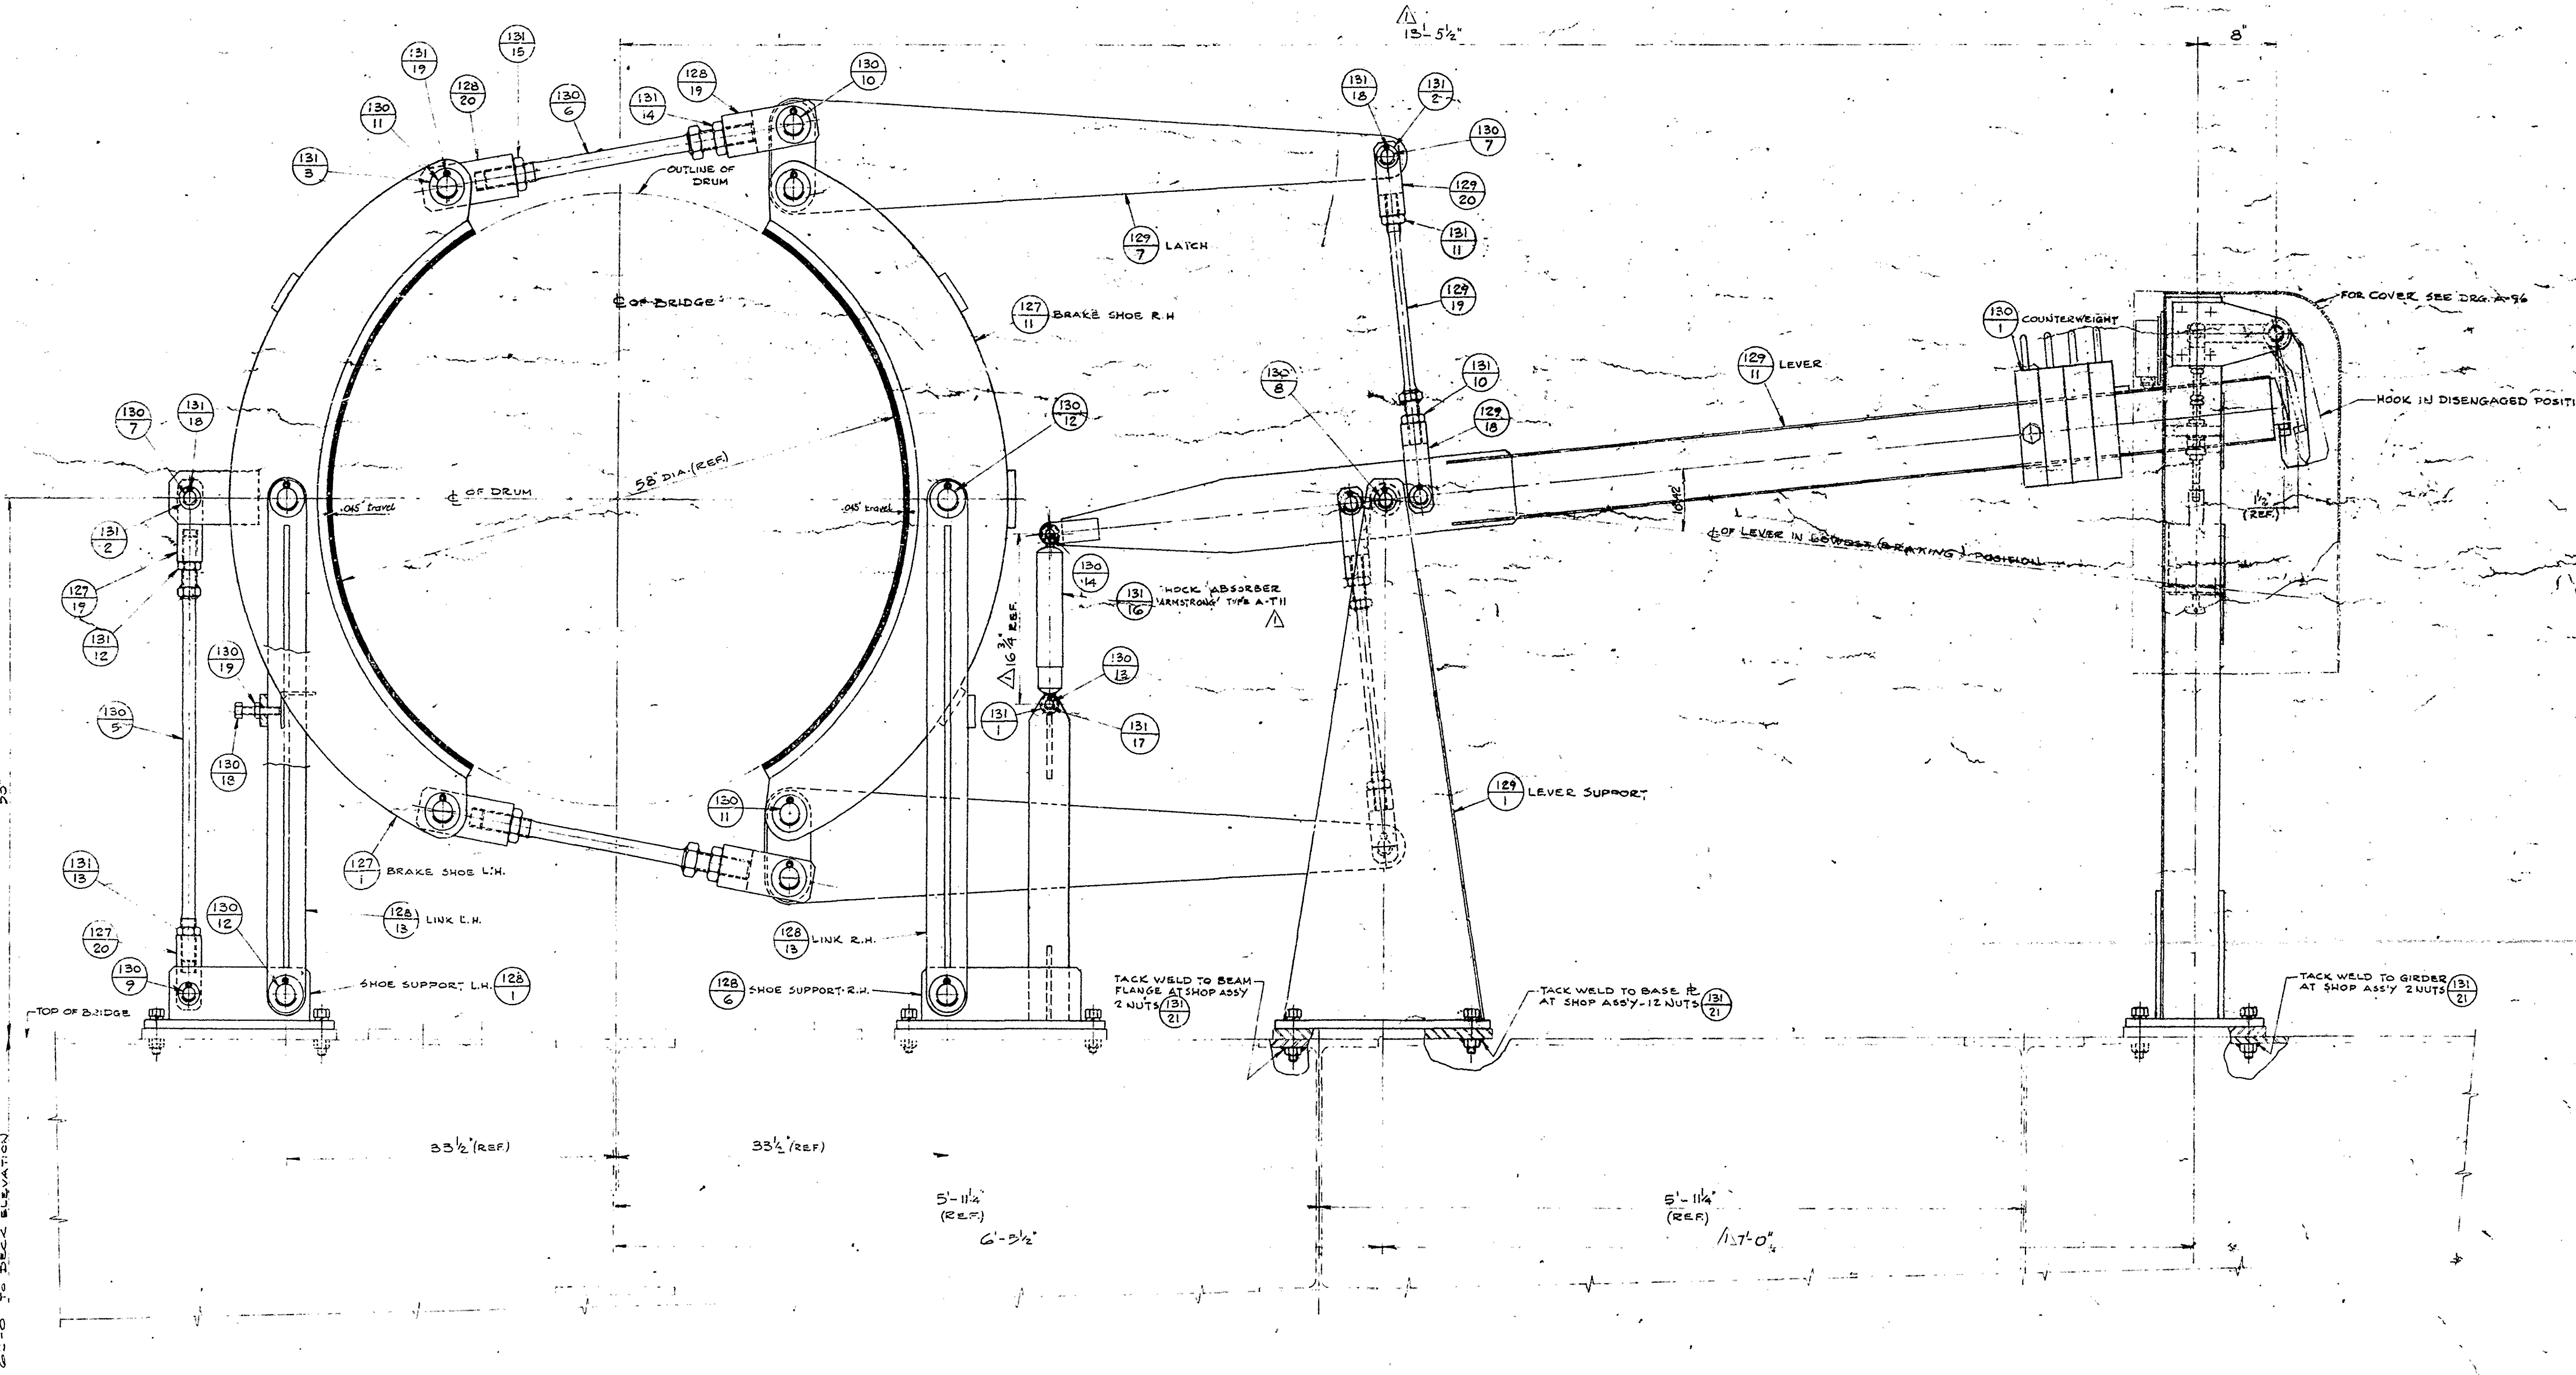 1
13'-5½"
8"
131
15
131
19
128
20
130
11
130
6
131
14
128
19
130
10
131
3
131
18
131
2
130
7
OUTLINE OF
DRUM
129
20
131
11
129
7
LATCH
129
19
℄ OF BRIDGE
127
11
BRAKE SHOE R.H
FOR COVER SEE DRG. A-96
130
1
COUNTERWEIGHT
129
11
LEVER
130
8
131
10
129
18
HOOK IN DISENGAGED POSITI
130
7
131
18
130
12
58" DIA. (REF.)
℄ OF DRUM
.045" travel
.045" travel
1½"
(REF.)
℄ OF LEVER IN LOWEST (BRAKING) POSITION
131
2
127
19
131
12
130
14
131
16
HOCK ABSORBER
'ARMSTRONG' TYPE A-T 11
1
16¾" REF.
130
19
130
13
130
5
131
1
131
17
130
18
129
1
LEVER SUPPORT
130
11
127
1
BRAKE SHOE L.H.
131
13
130
12
128
13
LINK L.H.
127
20
128
13
LINK R.H.
130
9
SHOE SUPPORT L.H.
128
1
128
6
SHOE SUPPORT R.H.
TACK WELD TO BEAM
FLANGE AT SHOP ASS'Y
2 NUTS
131
21
TACK WELD TO BASE ℄
AT SHOP ASS'Y-12 NUTS
131
21
TACK WELD TO GIRDER
AT SHOP ASS'Y 2 NUTS
131
21
TOP OF BRIDGE
33½" (REF.)
33½" (REF)
5'-11¼"
(REF.)
5'-11¼"
(REF.)
6'-5½"
7'-0"
TO DECK ELEVATION